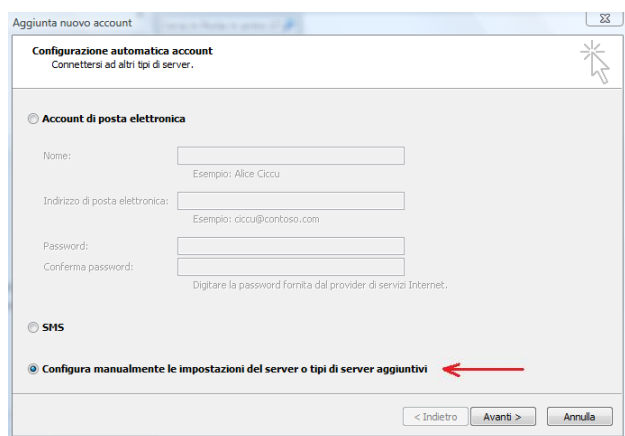 Aggiunta nuovo account
Configurazione automatica account
Connettersi ad altri tipi di server.
Account di posta elettronica
Nome:
Esempio: Alice Ciccu
Indirizzo di posta elettronica:
Esempio: ciccu@contoso.com
Password:
Conferma password:
Digitare la password fornita dal provider di servizi Internet.
SMS
Configura manualmente le impostazioni del server o tipi di server aggiuntivi
< Indietro Avanti > Annulla